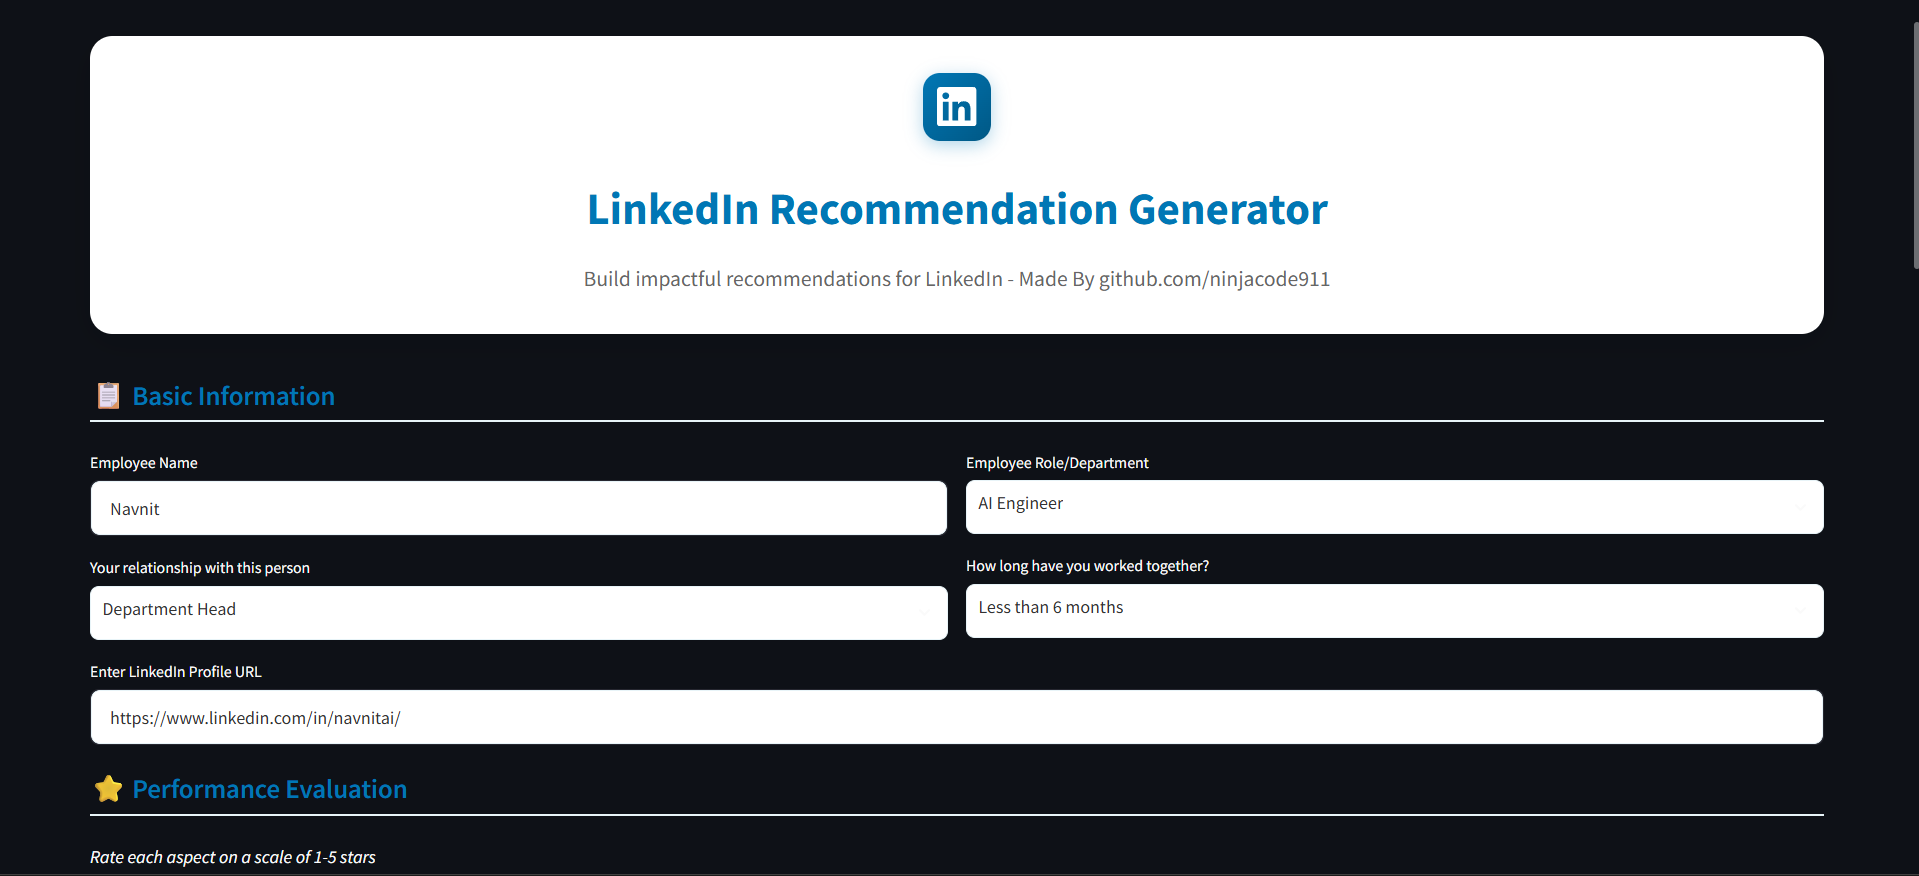 in
LinkedIn Recommendation Generator
Build impactful recommendations for LinkedIn - Made By github.com/ninjacode911
Basic Information
Employee Name
Employee Role/Department
Navnit
AI Engineer
Your relationship with this person
How long have you worked together?
Department Head
Less than 6 months
Enter LinkedIn Profile URL
https://www.linkedin.com/in/navnitai/
Performance Evaluation
Rate each aspect on a scale of 1-5 stars